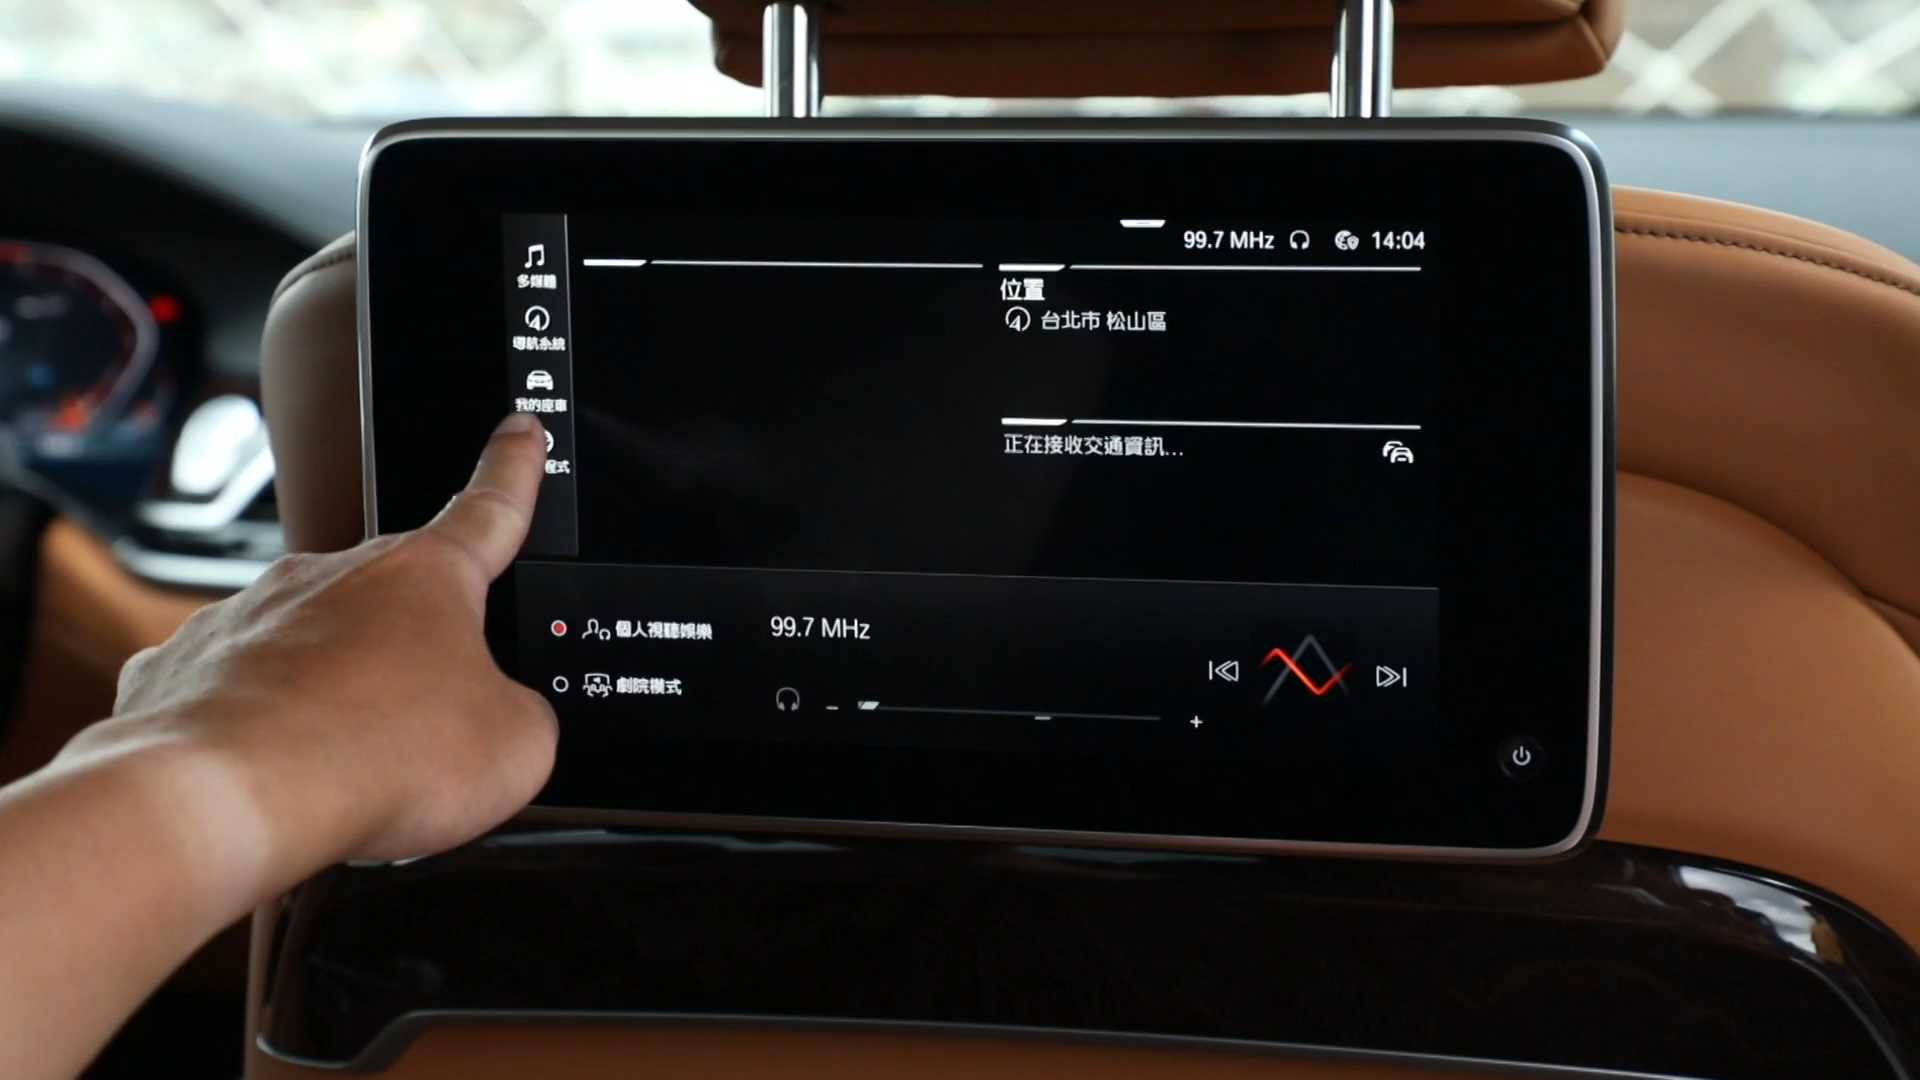 99.7 MHz 14:04
多媒體
導航系統
我的座車
程式
位置
台北市 松山區
正在接收交通資訊...
個人視聽娛樂
99.7 MHz
劇院模式
- +